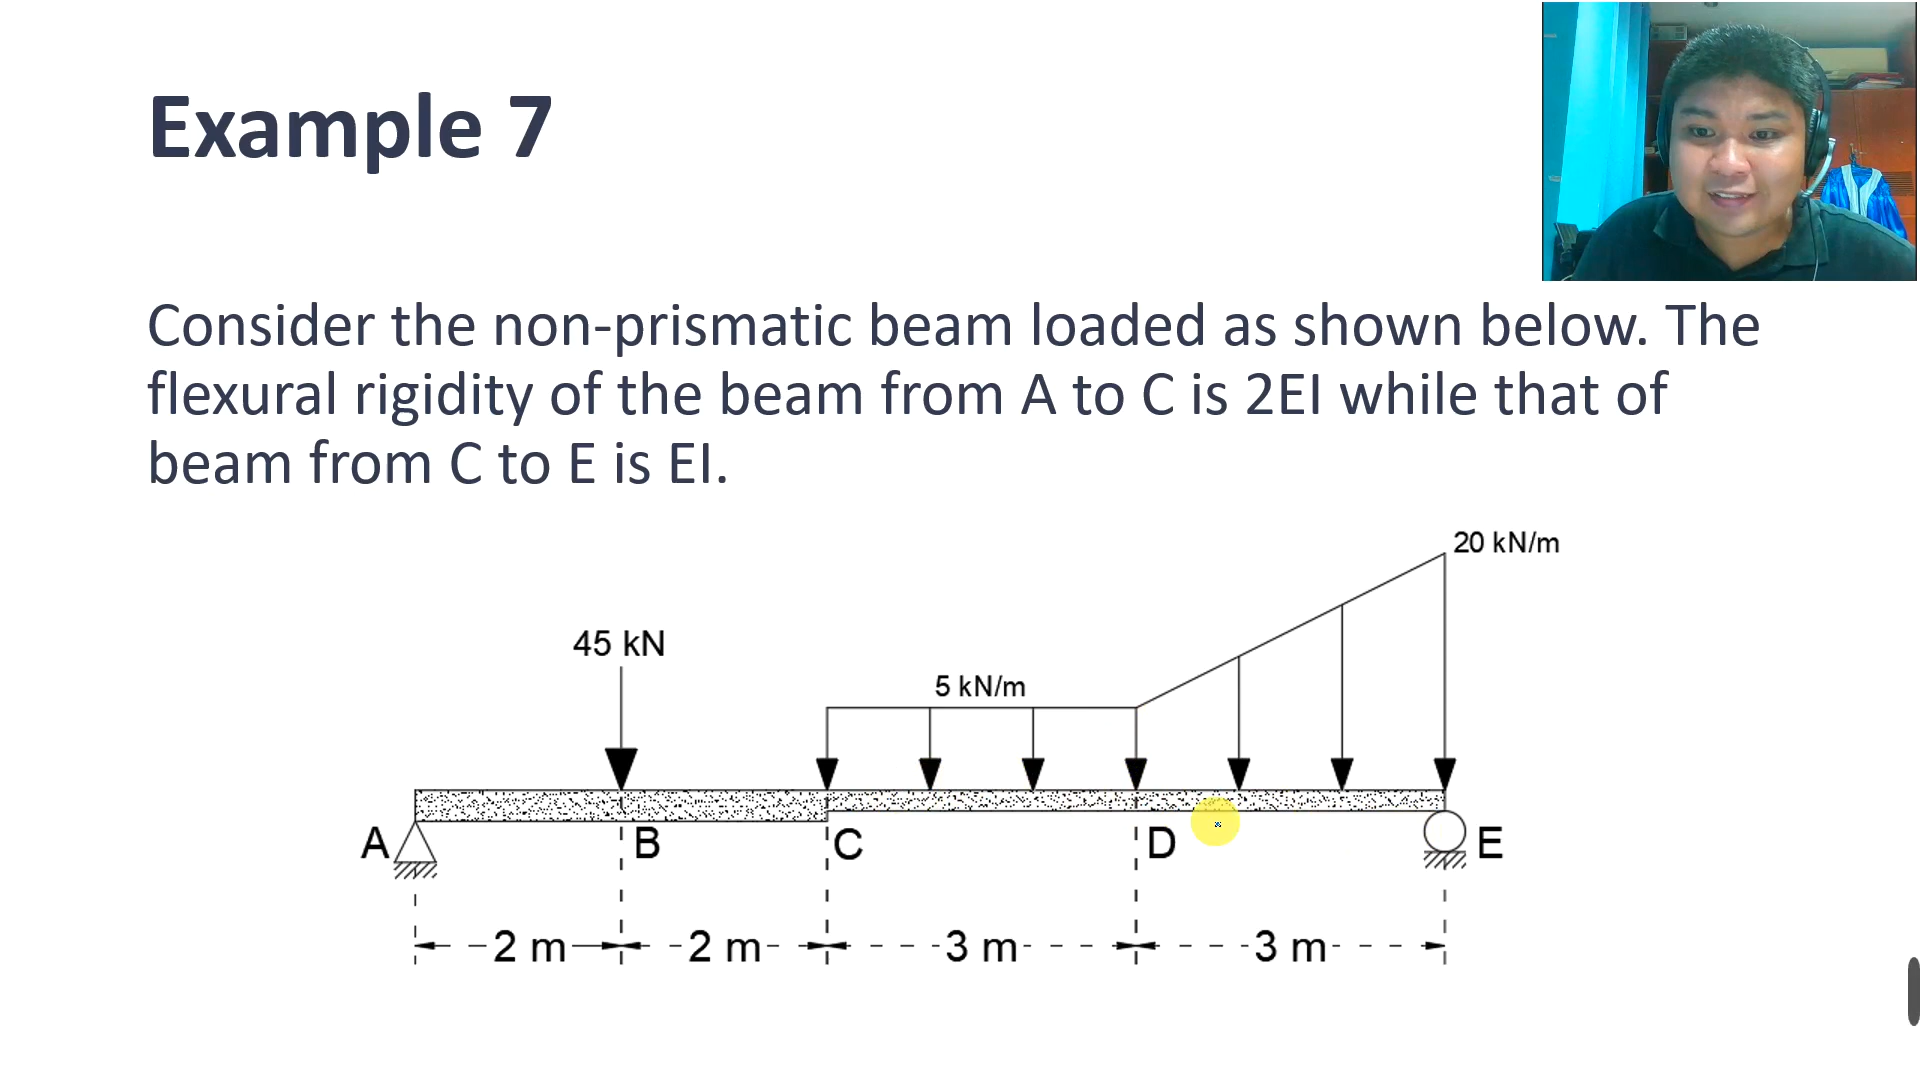 Example 7
Consider the non-prismatic beam loaded as shown below. The
flexural rigidity of the beam from A to C is 2EI while that of
beam from C to E is EI.
20 kN/m
45 kN
5 kN/m
A B C D E
2 m 2 m 3 m 3 m